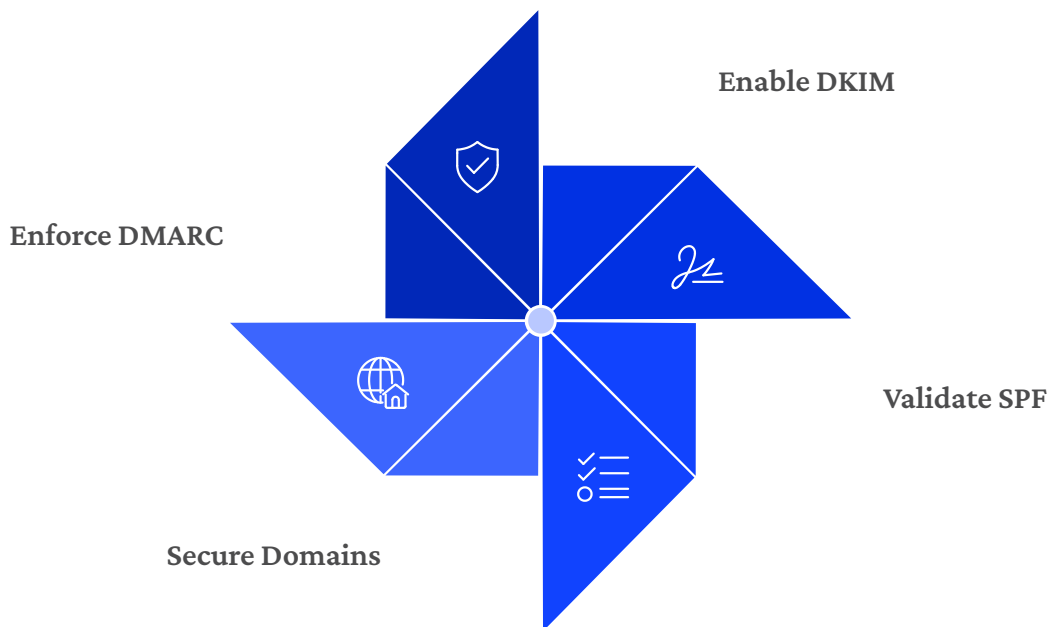 Enable DKIM
Enforce DMARC
Validate SPF
Secure Domains